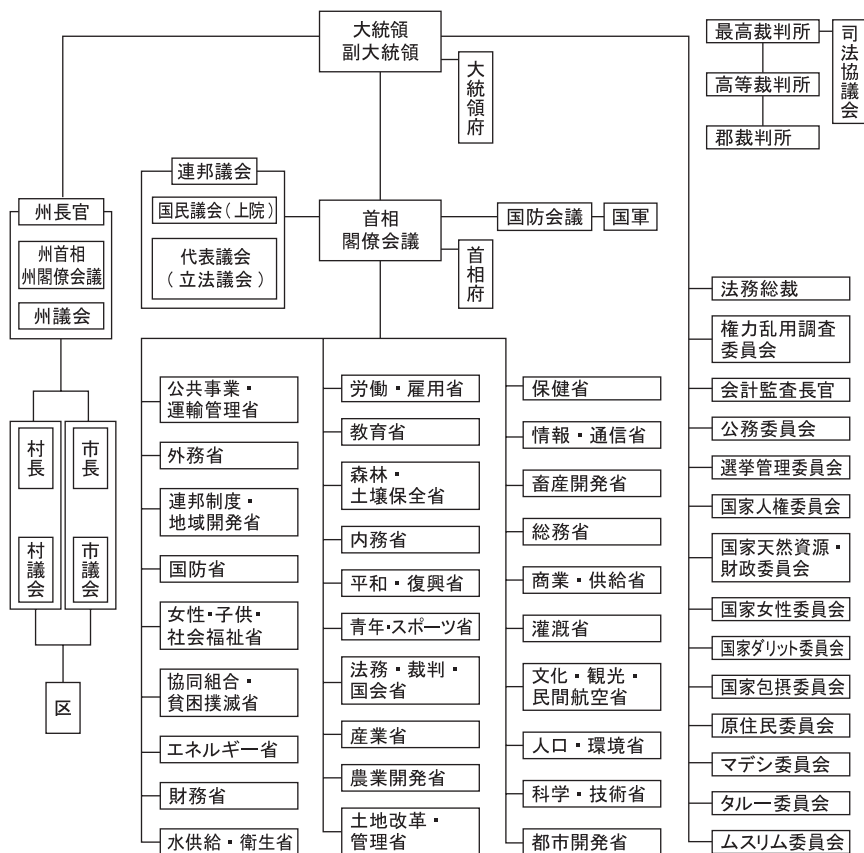 大統領
副大統領
大統領府
最高裁判所
高等裁判所
郡裁判所
司法協議会
連邦議会
国民議会(上院)
代表議会
(立法議会)
首相
閣僚会議
首相府
国防会議
国軍
州長官
州首相
州閣僚会議
州議会
村長
市長
村議会
市議会
区
公共事業・
運輸管理省
外務省
連邦制度・
地域開発省
国防省
女性・子供・
社会福祉省
協同組合・
貧困撲滅省
エネルギー省
財務省
水供給・衛生省
労働・雇用省
教育省
森林・
土壌保全省
内務省
平和・復興省
青年・スポーツ省
法務・裁判・
国会省
産業省
農業開発省
土地改革・
管理省
保健省
情報・通信省
畜産開発省
総務省
商業・供給省
灌漑省
文化・観光・
民間航空省
人口・環境省
科学・技術省
都市開発省
法務総裁
権力乱用調査
委員会
会計監査長官
公務委員会
選挙管理委員会
国家人権委員会
国家天然資源・
財政委員会
国家女性委員会
国家ダリット委員会
国家包摂委員会
原住民委員会
マデシ委員会
タルー委員会
ムスリム委員会